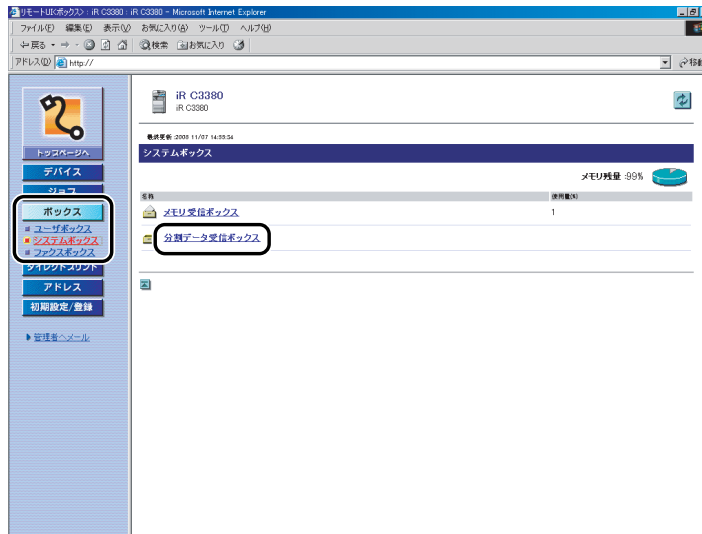 リモートUI<ボックス> : iR C3380 : iR C3380 - Microsoft Internet Explorer
ファイル(F) 編集(E) 表示(V) お気に入り(A) ツール(T) ヘルプ(H)
戻る 検索 お気に入り
アドレス(D) http:// 移動
iR C3380
iR C3380
トップページへ
最終更新 :2008 11/07 14:55:54
システムボックス
デバイス
メモリ残量 :99%
ジョブ
名称 使用量(%)
ボックス
メモリ受信ボックス 1
ユーザボックス
システムボックス
分割データ受信ボックス
ファクスボックス
ダイレクトプリント
アドレス
初期設定/登録
管理者へメール